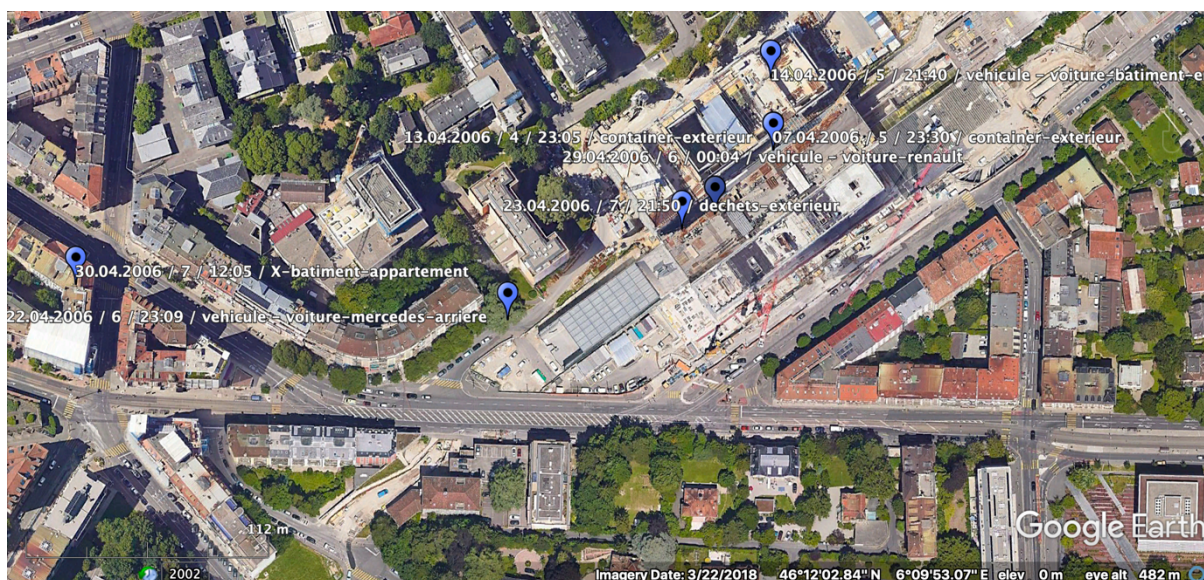 14.04.2006 / 5 / 21:40 / vehicule - voiture-batiment-e
13.04.2006 / 4 / 23:05 / container-exterieur
07.04.2006 / 5 / 23:30 / container-exterieur
29.04.2006 / 6 / 00:04 / vehicule - voiture-renault
23.04.2006 / 7 / 21:50 / dechets-exterieur
30.04.2006 / 7 / 12:05 / X-batiment-appartement
22.04.2006 / 6 / 23:09 / vehicule - voiture-mercedes-arriere
Google Earth
112 m
2002
Imagery Date: 3/22/2018 46°12'02.84" N 6°09'53.07" E elev 0 m eye alt 482 m